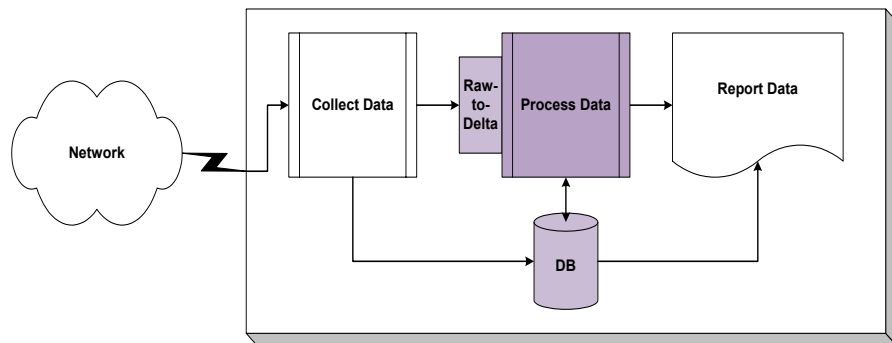 Network
Collect Data
Raw-
to-
Delta
Process Data
Report Data
DB